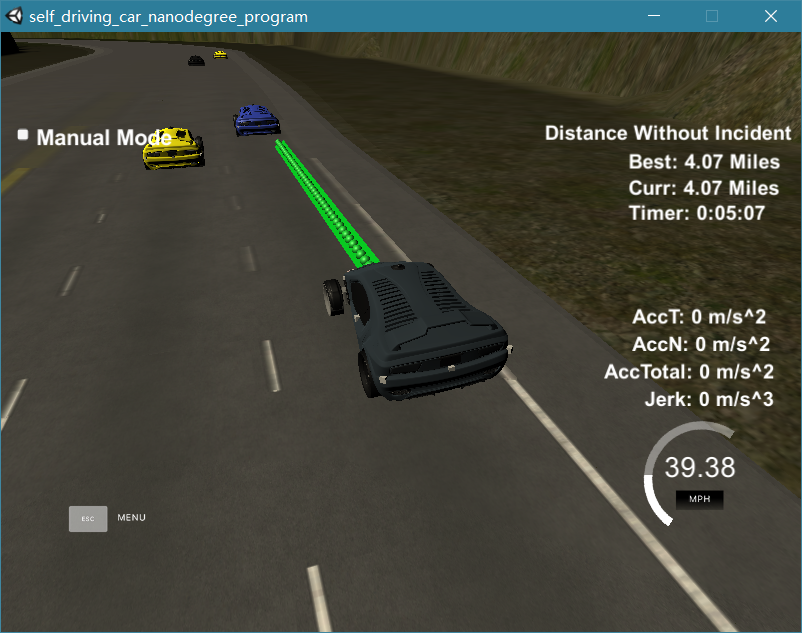 self_driving_car_nanodegree_program
Manual Mode
Distance Without Incident
Best: 4.07 Miles
Curr: 4.07 Miles
Timer: 0:05:07
AccT: 0 m/s^2
AccN: 0 m/s^2
AccTotal: 0 m/s^2
Jerk: 0 m/s^3
39.38
MPH
ESC MENU